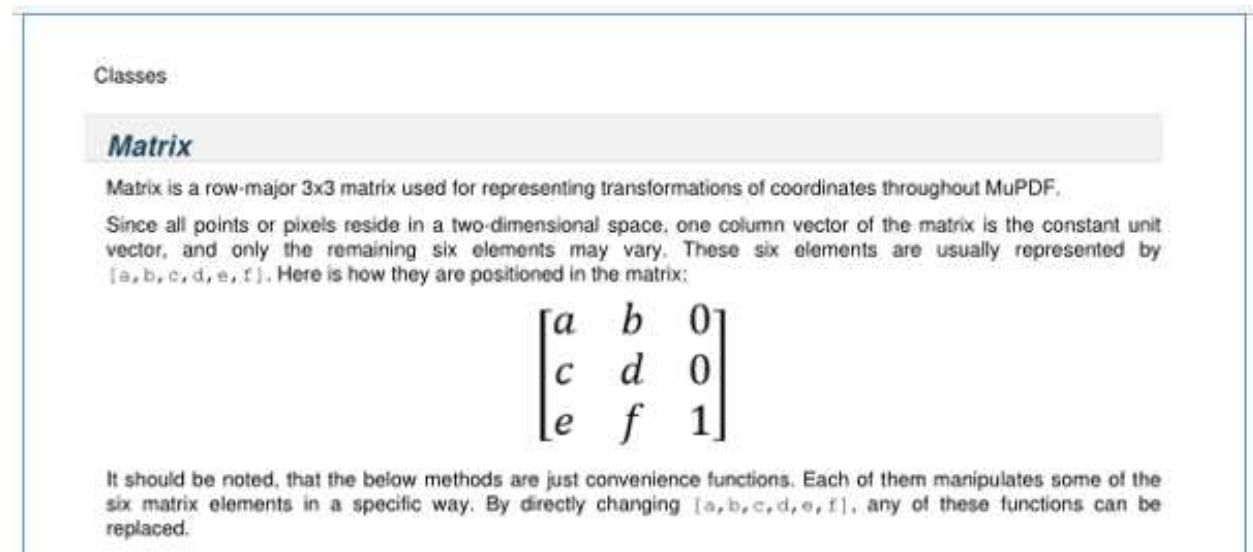 Classes
Matrix
Matrix is a row-major 3x3 matrix used for representing transformations of coordinates throughout MuPDF.
Since all points or pixels reside in a two-dimensional space, one column vector of the matrix is the constant unit
vector, and only the remaining six elements may vary. These six elements are usually represented by
[a,b,c,d,e,f]. Here is how they are positioned in the matrix:
a b 0
c d 0
e f 1
It should be noted, that the below methods are just convenience functions. Each of them manipulates some of the
six matrix elements in a specific way. By directly changing [a,b,c,d,e,f], any of these functions can be
replaced.